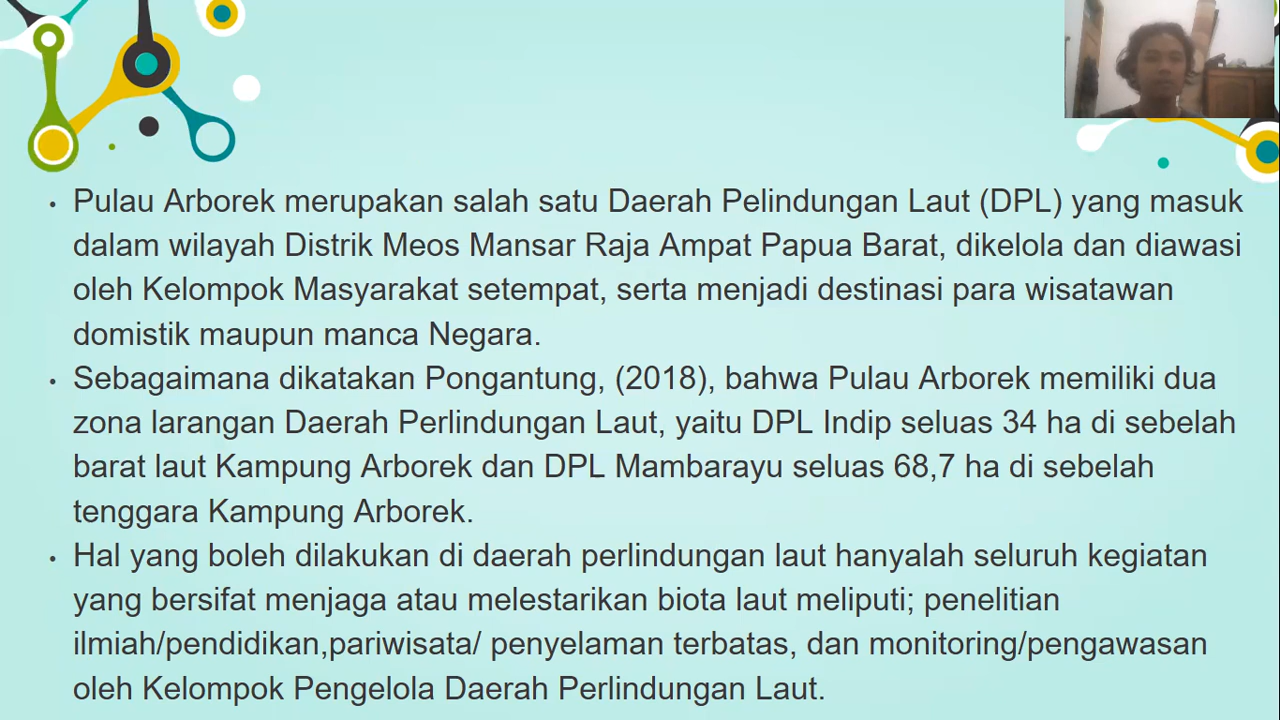 • Pulau Arborek merupakan salah satu Daerah Pelindungan Laut (DPL) yang masuk
dalam wilayah Distrik Meos Mansar Raja Ampat Papua Barat, dikelola dan diawasi
oleh Kelompok Masyarakat setempat, serta menjadi destinasi para wisatawan
domistik maupun manca Negara.
• Sebagaimana dikatakan Pongantung, (2018), bahwa Pulau Arborek memiliki dua
zona larangan Daerah Perlindungan Laut, yaitu DPL Indip seluas 34 ha di sebelah
barat laut Kampung Arborek dan DPL Mambarayu seluas 68,7 ha di sebelah
tenggara Kampung Arborek.
• Hal yang boleh dilakukan di daerah perlindungan laut hanyalah seluruh kegiatan
yang bersifat menjaga atau melestarikan biota laut meliputi; penelitian
ilmiah/pendidikan,pariwisata/ penyelaman terbatas, dan monitoring/pengawasan
oleh Kelompok Pengelola Daerah Perlindungan Laut.